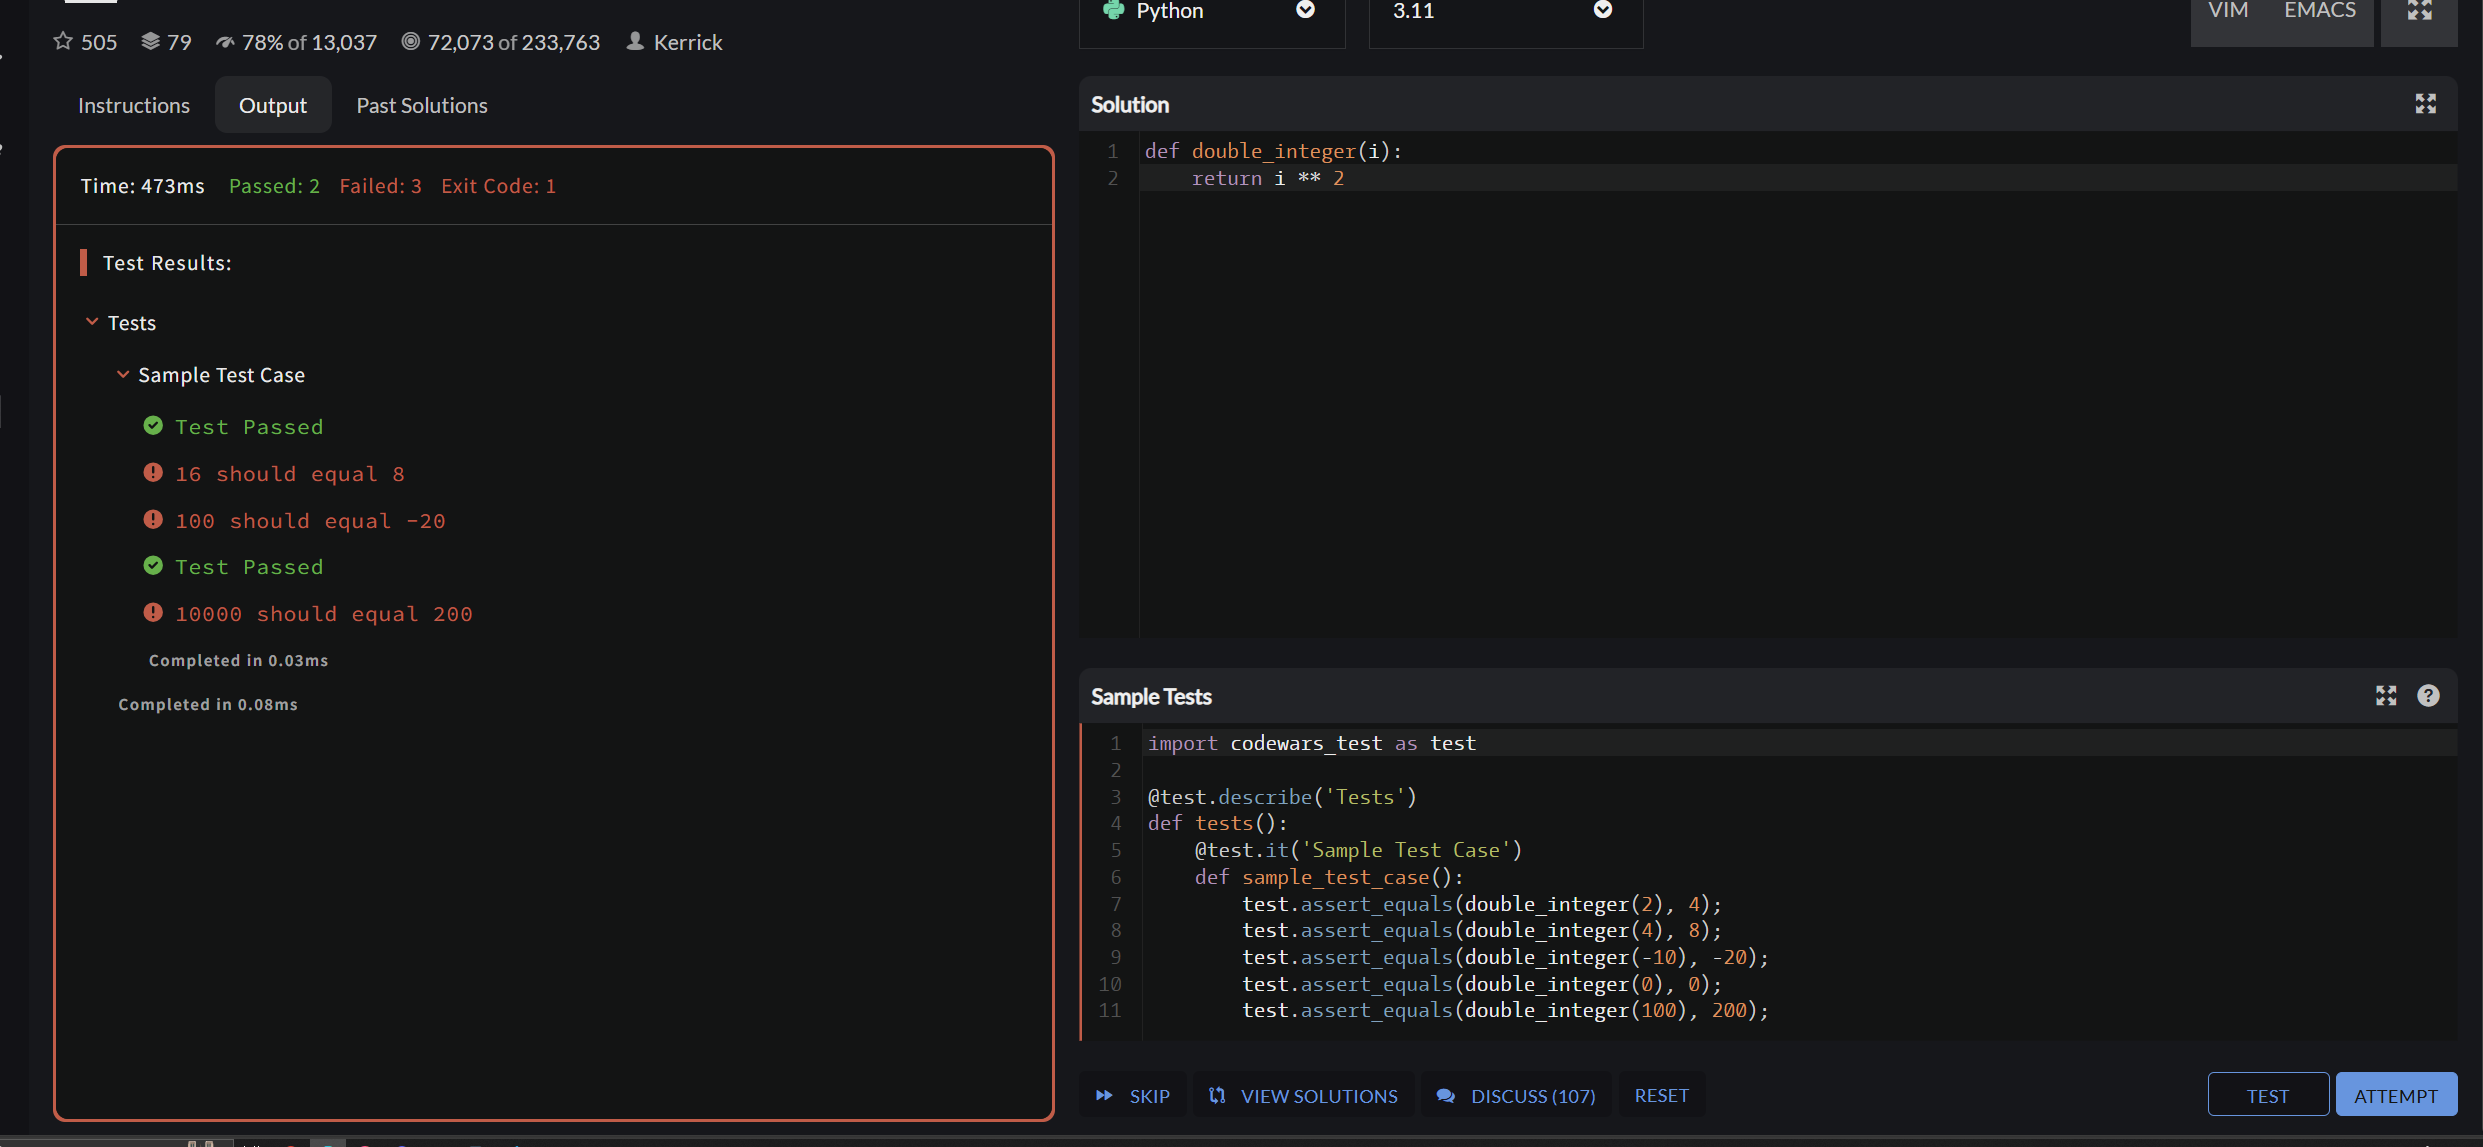 505 79 78% of 13,037 72,073 of 233,763 Kerrick
Instructions Output Past Solutions
Time: 473ms Passed: 2 Failed: 3 Exit Code: 1
Test Results:
Tests
Sample Test Case
Test Passed
16 should equal 8
100 should equal -20
Test Passed
10000 should equal 200
Completed in 0.03ms
Completed in 0.08ms
Python 3.11 VIM EMACS
Solution
1 def double_integer(i):
2     return i ** 2
Sample Tests
1 import codewars_test as test
2
3 @test.describe('Tests')
4 def tests():
5     @test.it('Sample Test Case')
6     def sample_test_case():
7         test.assert_equals(double_integer(2), 4);
8         test.assert_equals(double_integer(4), 8);
9         test.assert_equals(double_integer(-10), -20);
10         test.assert_equals(double_integer(0), 0);
11         test.assert_equals(double_integer(100), 200);
SKIP VIEW SOLUTIONS DISCUSS (107) RESET TEST ATTEMPT